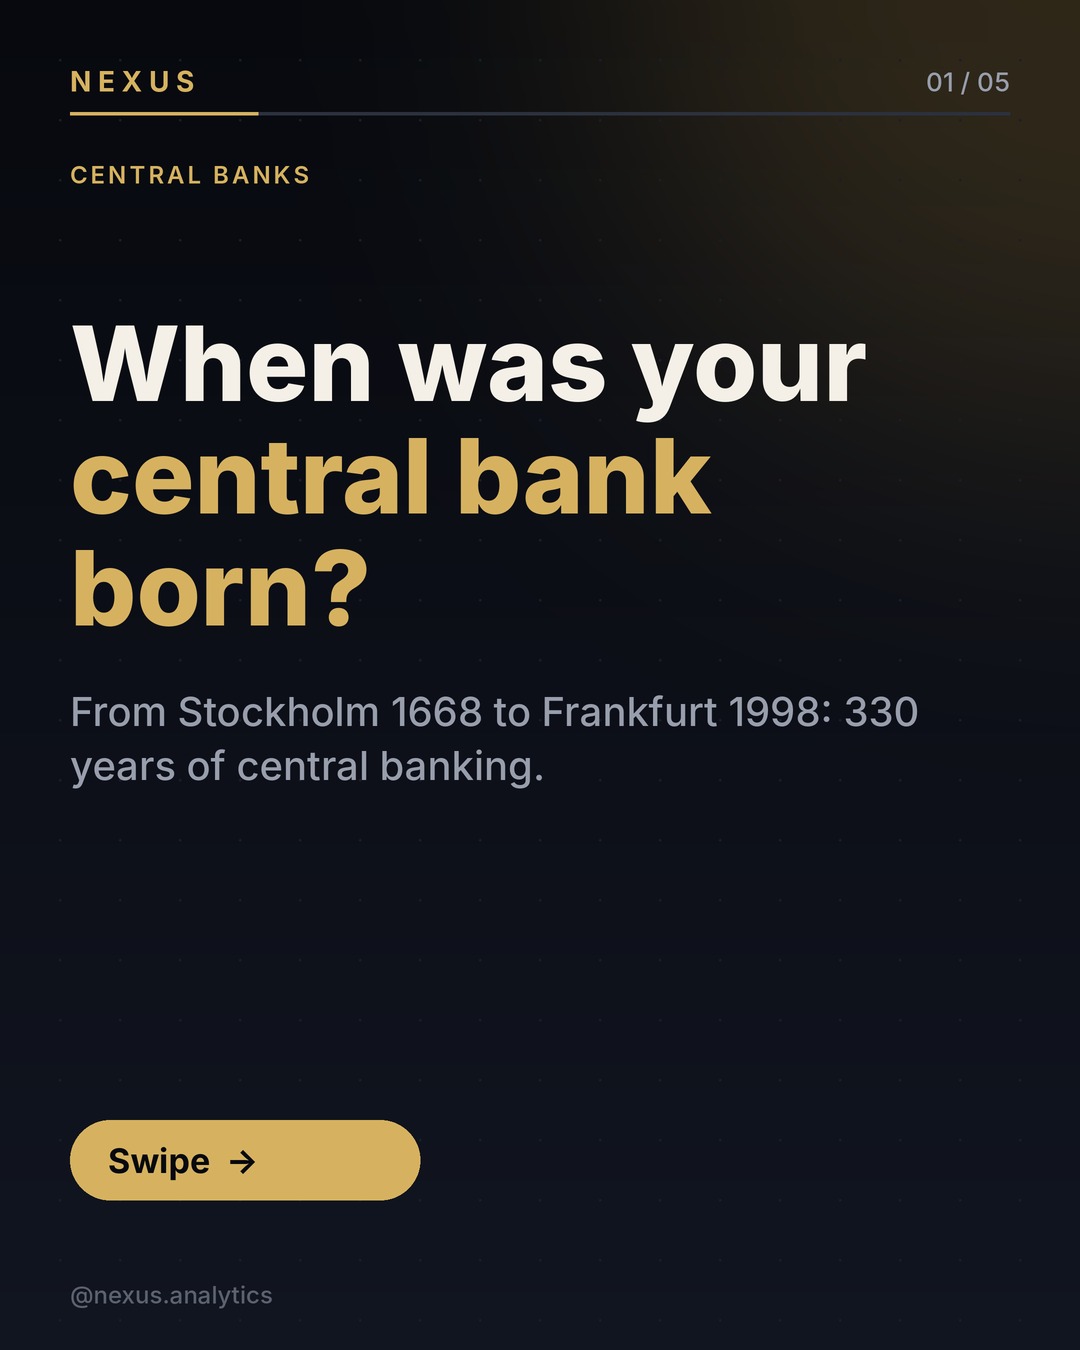 NEXUS
01 / 05
CENTRAL BANKS
When was your
central bank
born?
From Stockholm 1668 to Frankfurt 1998: 330
years of central banking.
Swipe →
@nexus.analytics